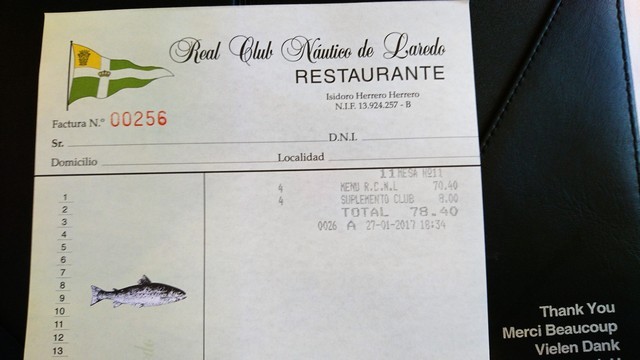 Real Club Náutico de Laredo
RESTAURANTE
Isidoro Herrero Herrero
N.I.F. 13.924.257 - B
Factura N.º 00256
Sr. D.N.I.
Domicilio Localidad
11 MESA Nº11
4 MENU R.C.N.L 70.40
4 SUPLEMENTO CLUB 8.00
TOTAL 78.40
0026 A 27-01-2017 18:34
1
2
3
4
5
6
7
8
9
10
11
12
13
Thank You
Merci Beaucoup
Vielen Dank